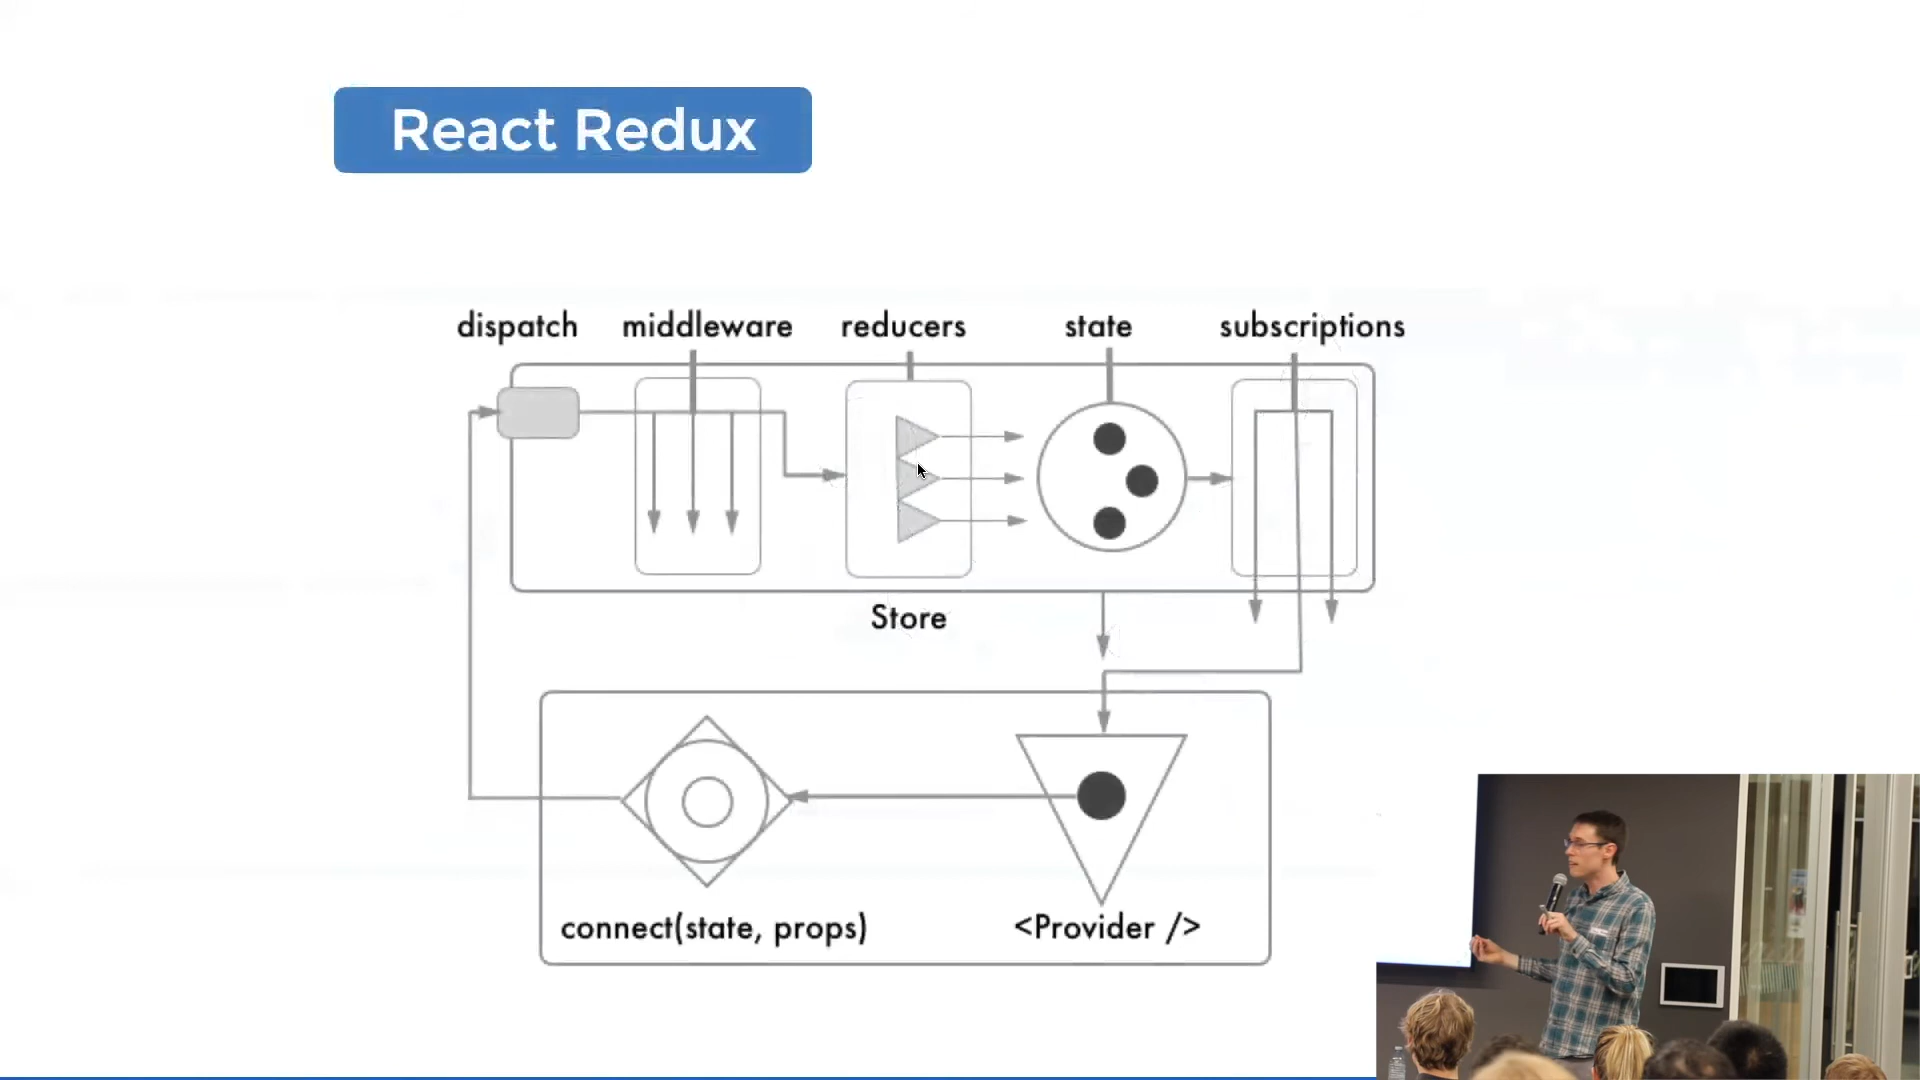 React Redux
dispatch middleware reducers state subscriptions
Store
connect(state, props) <Provider />